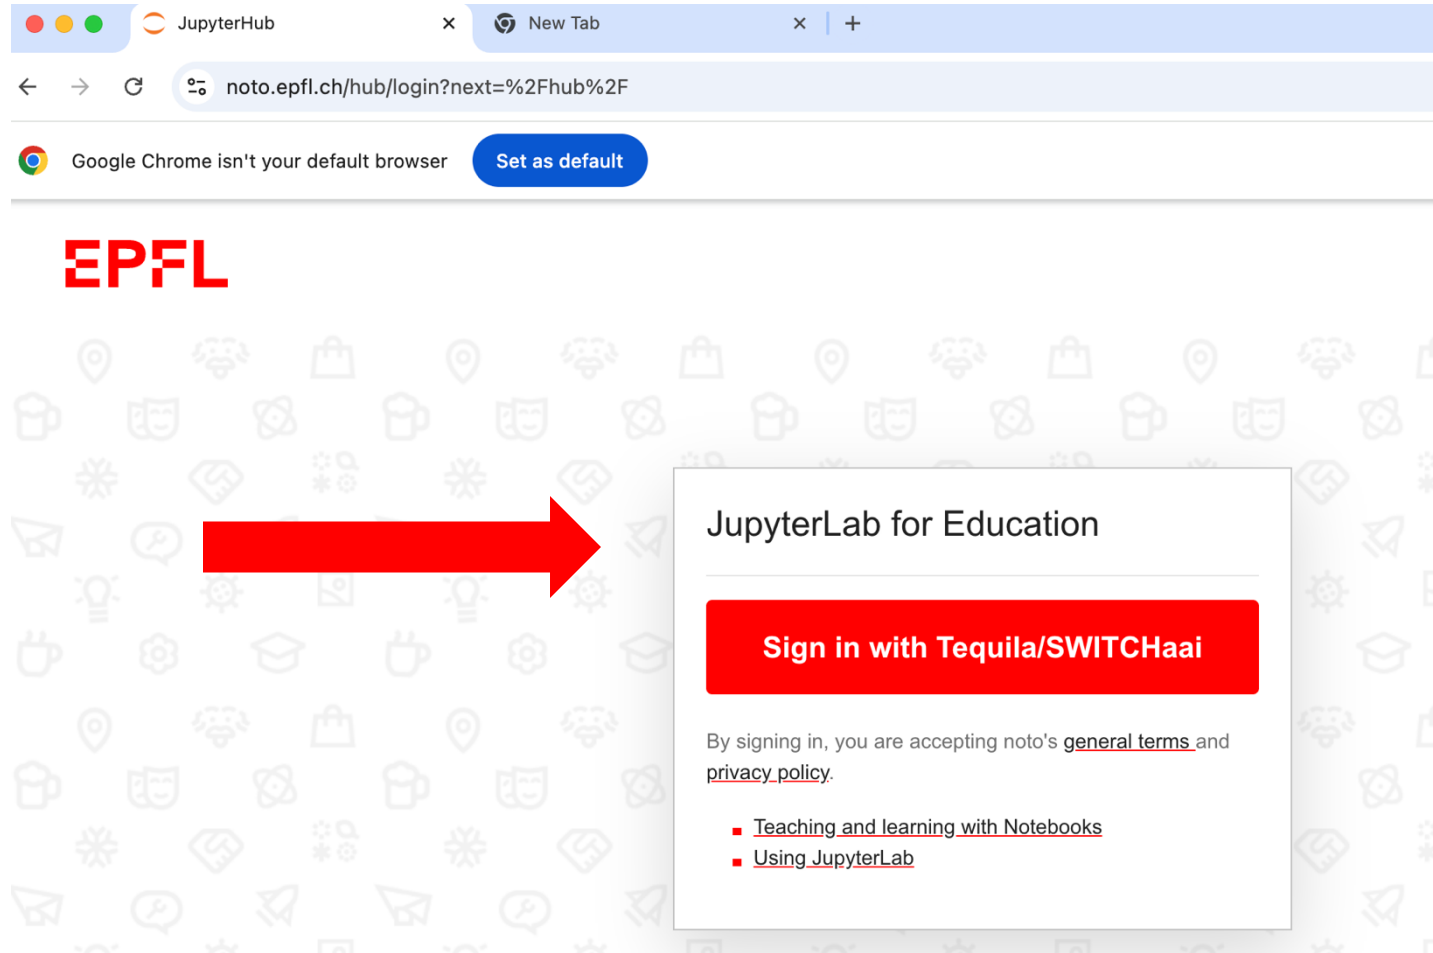 JupyterHub
New Tab
noto.epfl.ch/hub/login?next=%2Fhub%2F
Google Chrome isn't your default browser
Set as default
EPFL
JupyterLab for Education
Sign in with Tequila/SWITCHaai
By signing in, you are accepting noto's general terms and
privacy policy.
Teaching and learning with Notebooks
Using JupyterLab